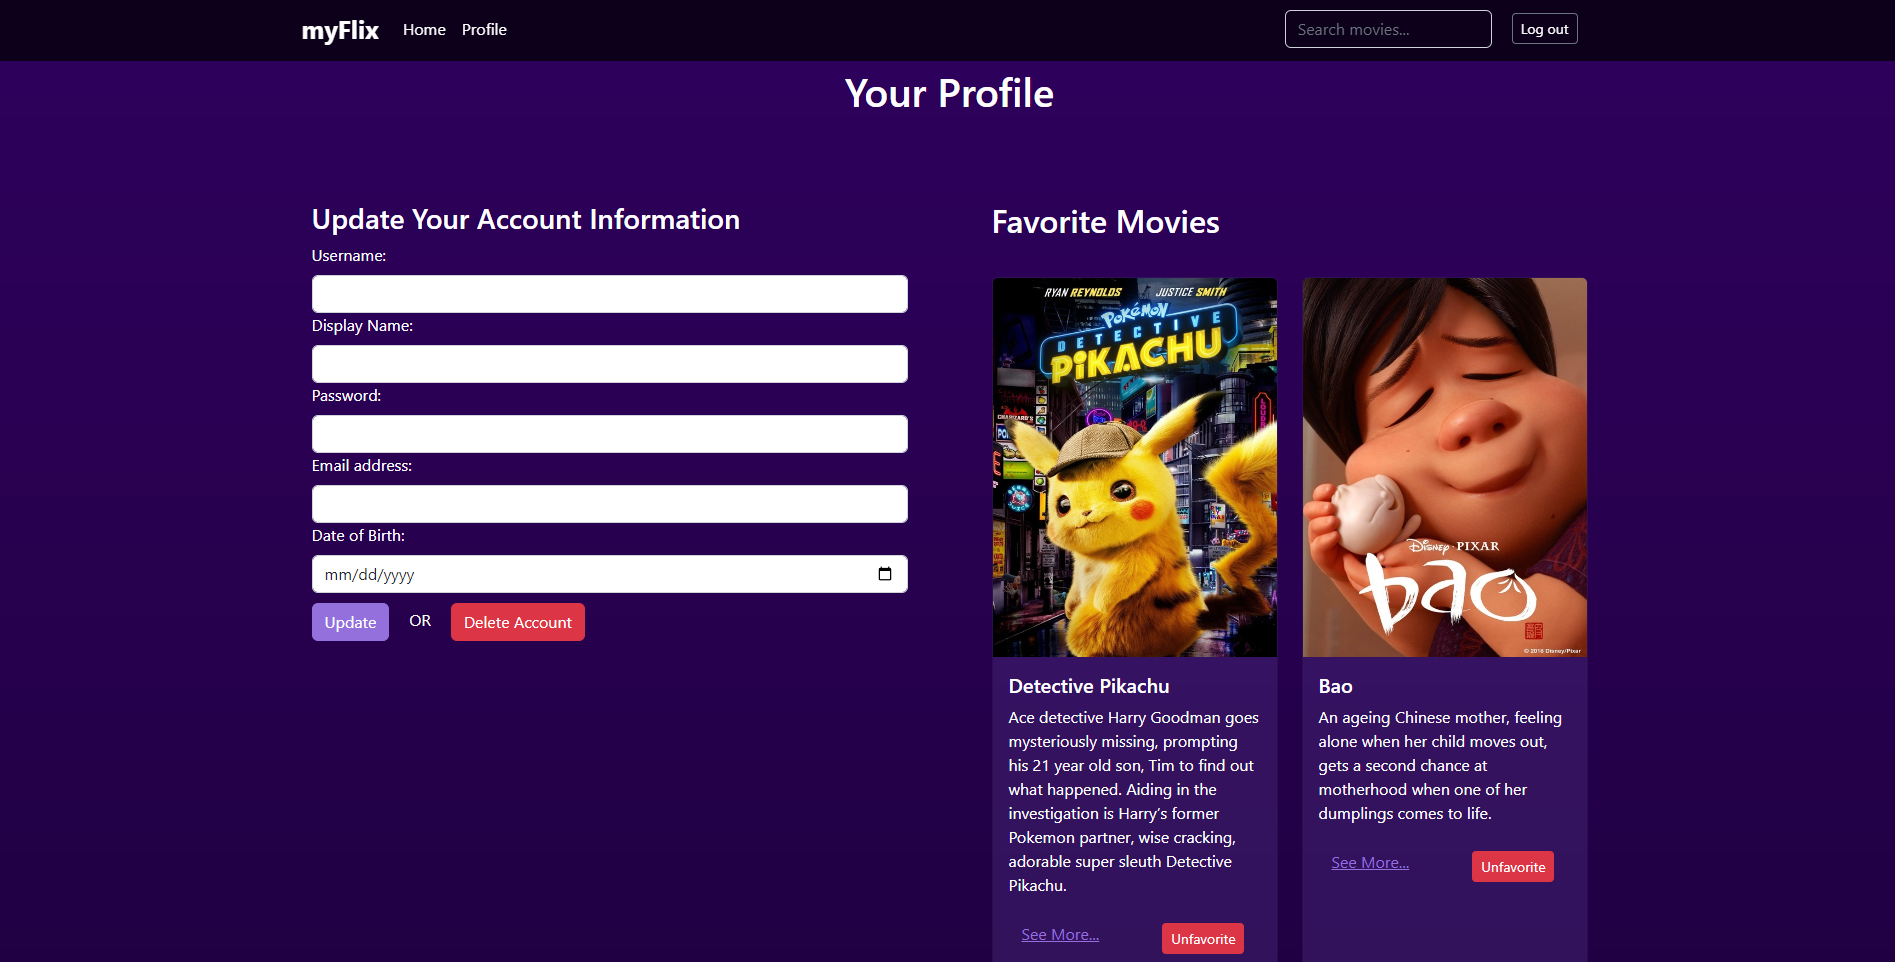 myFlix Home Profile Search movies... Log out
Your Profile
Update Your Account Information
Username:
Display Name:
Password:
Email address:
Date of Birth:
mm/dd/yyyy
Update OR Delete Account
Favorite Movies
RYAN REYNOLDS JUSTICE SMITH
POKÉMON
DETECTIVE
PIKACHU
Detective Pikachu
Ace detective Harry Goodman goes
mysteriously missing, prompting
his 21 year old son, Tim to find out
what happened. Aiding in the
investigation is Harry’s former
Pokemon partner, wise cracking,
adorable super sleuth Detective
Pikachu.
See More...
Unfavorite
Disney · PIXAR
bao
© 2018 Disney/Pixar
Bao
An ageing Chinese mother, feeling
alone when her child moves out,
gets a second chance at
motherhood when one of her
dumplings comes to life.
See More...
Unfavorite